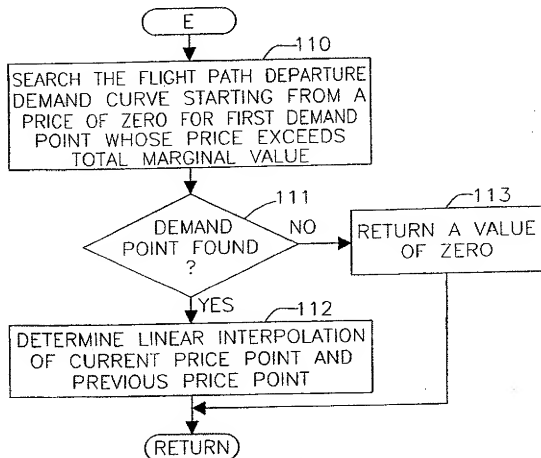 E
110
SEARCH THE FLIGHT PATH DEPARTURE
DEMAND CURVE STARTING FROM A
PRICE OF ZERO FOR FIRST DEMAND
POINT WHOSE PRICE EXCEEDS
TOTAL MARGINAL VALUE
111
DEMAND
POINT FOUND
?
NO
113
RETURN A VALUE
OF ZERO
YES
112
DETERMINE LINEAR INTERPOLATION
OF CURRENT PRICE POINT AND
PREVIOUS PRICE POINT
RETURN